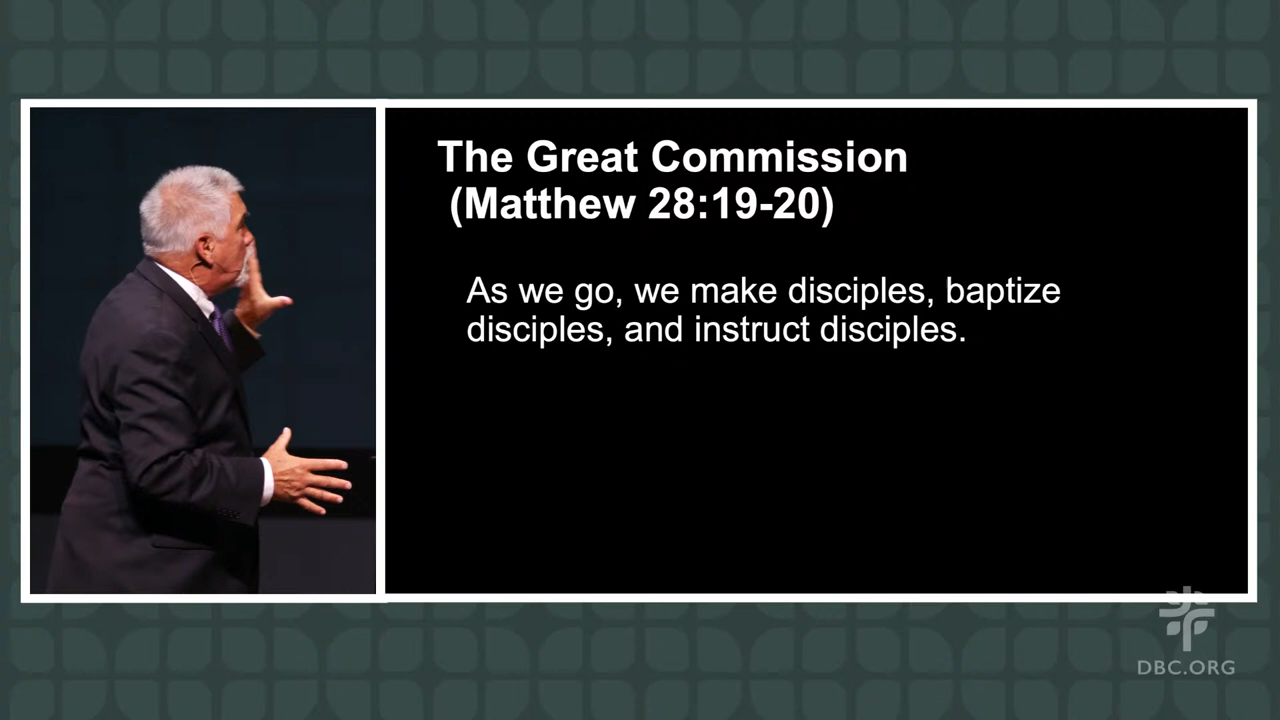 The Great Commission
(Matthew 28:19-20)
As we go, we make disciples, baptize
disciples, and instruct disciples.
DBC.ORG